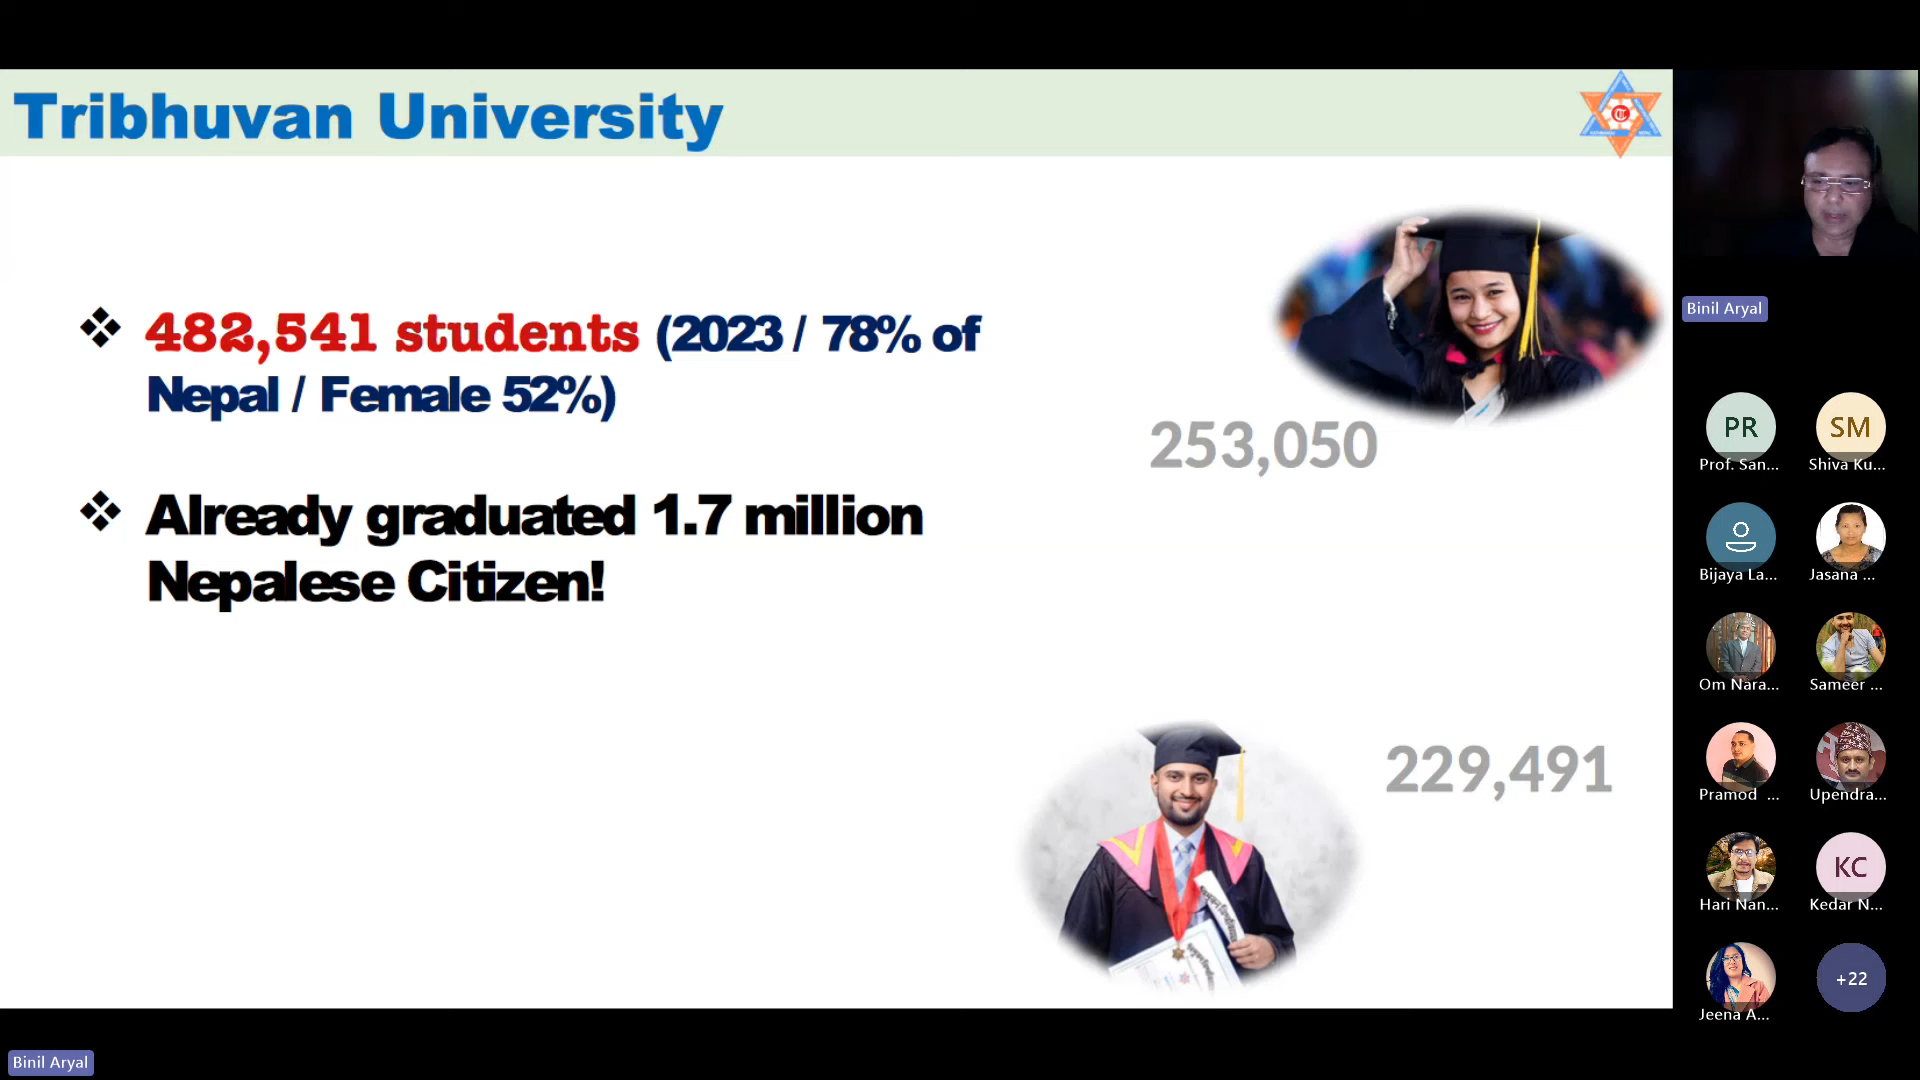 Tribhuvan University
482,541 students (2023 / 78% of
Nepal / Female 52%)
Already graduated 1.7 million
Nepalese Citizen!
253,050
229,491
Binil Aryal
PR
Prof. San...
SM
Shiva Ku...
Bijaya La...
Jasana ...
Om Nara...
Sameer ...
Pramod ...
Upendra...
Hari Nan...
KC
Kedar N...
Jeena A...
+22
Binil Aryal